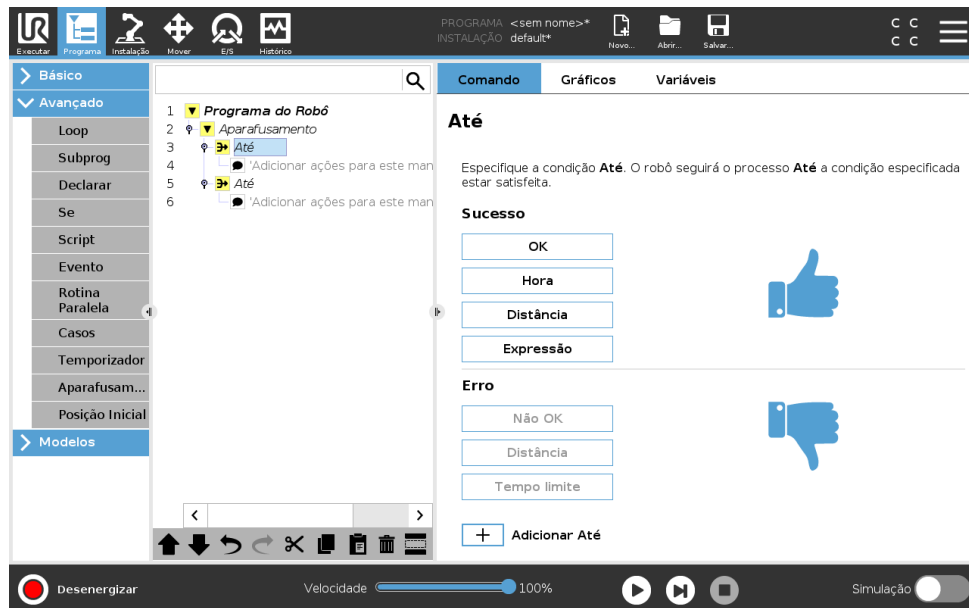 Executar
Programa
Instalação
Mover
E/S
Histórico
PROGRAMA <sem nome>*
INSTALAÇÃO default*
Novo...
Abrir...
Salvar...
C C
C C
Básico
Avançado
Loop
Subprog
Declarar
Se
Script
Evento
Rotina
Paralela
Casos
Temporizador
Aparafusam...
Posição Inicial
Modelos
1 Programa do Robô
2 Aparafusamento
3 Até
4 'Adicionar ações para este man
5 Até
6 'Adicionar ações para este man
Comando Gráficos Variáveis
Até
Especifique a condição Até. O robô seguirá o processo Até a condição especificada
estar satisfeita.
Sucesso
OK
Hora
Distância
Expressão
Erro
Não OK
Distância
Tempo limite
+ Adicionar Até
Desenergizar
Velocidade 100%
Simulação